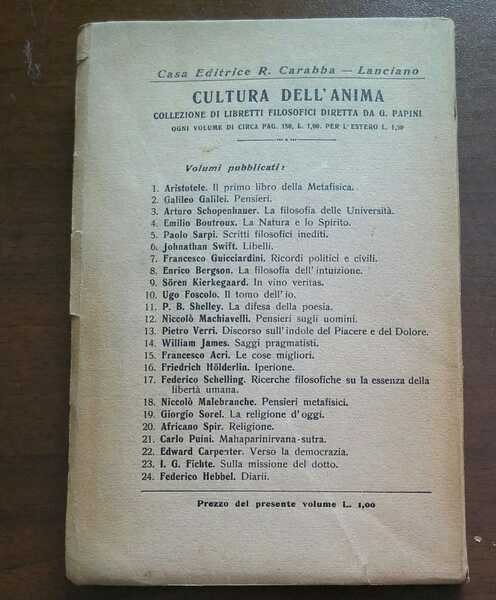 Casa Editrice R. Carabba — Lanciano
CULTURA DELL'ANIMA
COLLEZIONE DI LIBRETTI FILOSOFICI DIRETTA DA G. PAPINI
OGNI VOLUME DI CIRCA PAG. 150, L. 1,00. PER L'ESTERO L. 1,50
Volumi pubblicati:
1. Aristotele. Il primo libro della Metafisica.
2. Galileo Galilei. Pensieri.
3. Arturo Schopenhauer. La filosofia delle Università.
4. Emilio Boutroux. La Natura e lo Spirito.
5. Paolo Sarpi. Scritti filosofici inediti.
6. Johnathan Swift. Libelli.
7. Francesco Guicciardini. Ricordi politici e civili.
8. Enrico Bergson. La filosofia dell'intuizione.
9. Sören Kierkegaard. In vino veritas.
10. Ugo Foscolo. Il tomo dell'io.
11. P. B. Shelley. La difesa della poesia.
12. Niccolò Machiavelli. Pensieri sugli uomini.
13. Pietro Verri. Discorso sull'indole del Piacere e del Dolore.
14. William James. Saggi pragmatisti.
15. Francesco Acri. Le cose migliori.
16. Friedrich Hölderlin. Iperione.
17. Federico Schelling. Ricerche filosofiche su la essenza della
libertà umana.
18. Niccolò Malebranche. Pensieri metafisici.
19. Giorgio Sorel. La religione d'oggi.
20. Africano Spir. Religione.
21. Carlo Puini. Mahaparinirvana-sutra.
22. Edward Carpenter. Verso la democrazia.
23. I. G. Fichte. Sulla missione del dotto.
24. Federico Hebbel. Diarii.
Prezzo del presente volume L. 1,00